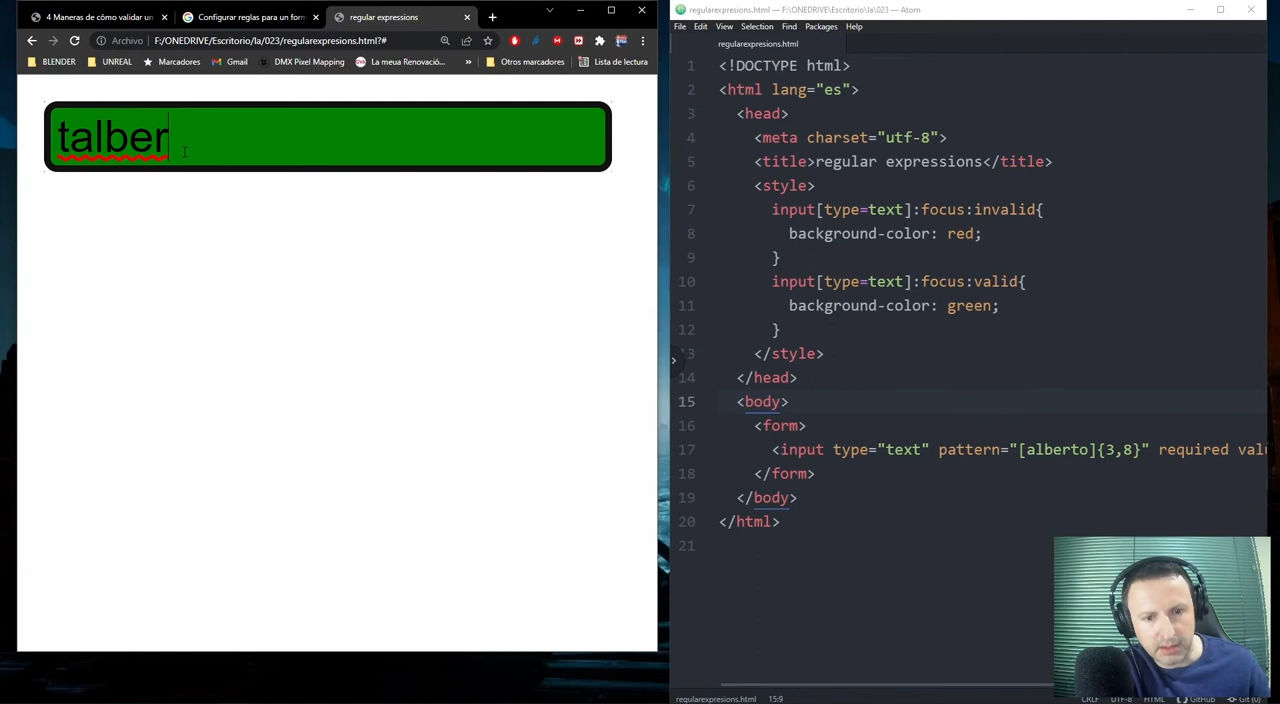 4 Maneras de cómo validar un
Configurar reglas para un form
regular expressions
regularexpresions.html — F:\ONEDRIVE\Escritorio\Ia\023 — Atom
Archivo
F:/ONEDRIVE/Escritorio/Ia/023/regularexpresions.html?#
File Edit View Selection Find Packages Help
BLENDER UNREAL Marcadores Gmail DMX Pixel Mapping La meua Renovació... » Otros marcadores Lista de lectura
regularexpresions.html
talber
1 <!DOCTYPE html>
2 <html lang="es">
3 <head>
4 <meta charset="utf-8">
5 <title>regular expressions</title>
6 <style>
7 input[type=text]:focus:invalid{
8 background-color: red;
9 }
10 input[type=text]:focus:valid{
11 background-color: green;
12 }
13 </style>
14 </head>
15 <body>
16 <form>
17 <input type="text" pattern="[alberto]{3,8}" required valu
18 </form>
19 </body>
20 </html>
21
regularexpresions.html 15:9 CRLF UTF-8 HTML GitHub Git (0)